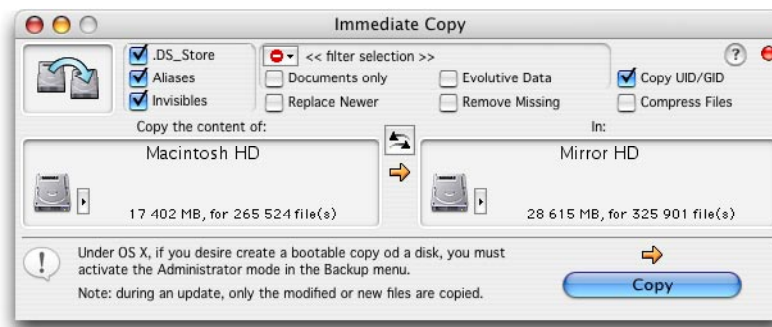 Immediate Copy
.DS_Store
Aliases
Invisibles
<< filter selection >>
Documents only
Evolutive Data
Copy UID/GID
Replace Newer
Remove Missing
Compress Files
?
Copy the content of:
In:
Macintosh HD
Mirror HD
17 402 MB, for 265 524 file(s)
28 615 MB, for 325 901 file(s)
!
Under OS X, if you desire create a bootable copy od a disk, you must
activate the Administrator mode in the Backup menu.
Note: during an update, only the modified or new files are copied.
Copy